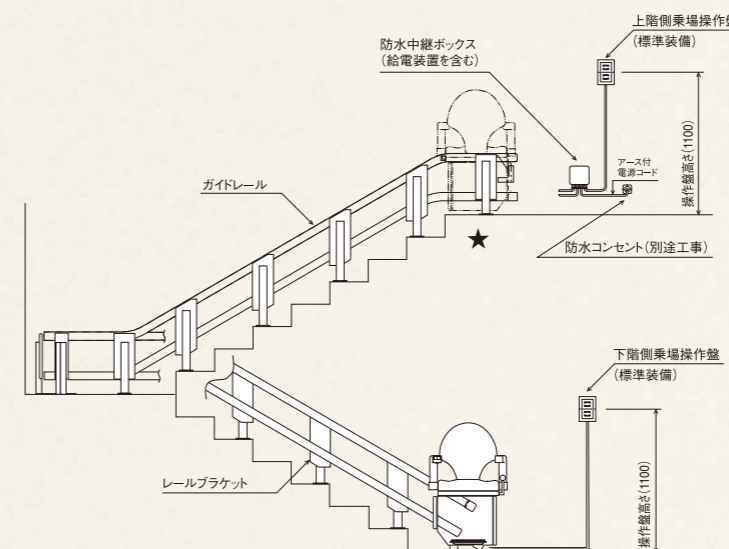 上階側乗場操作盤
(標準装備)
防水中継ボックス
(給電装置を含む)
アース付
電源コード
操作盤高さ(1100)
ガイドレール
防水コンセント(別途工事)
★
下階側乗場操作盤
(標準装備)
レールブラケット
操作盤高さ(1100)